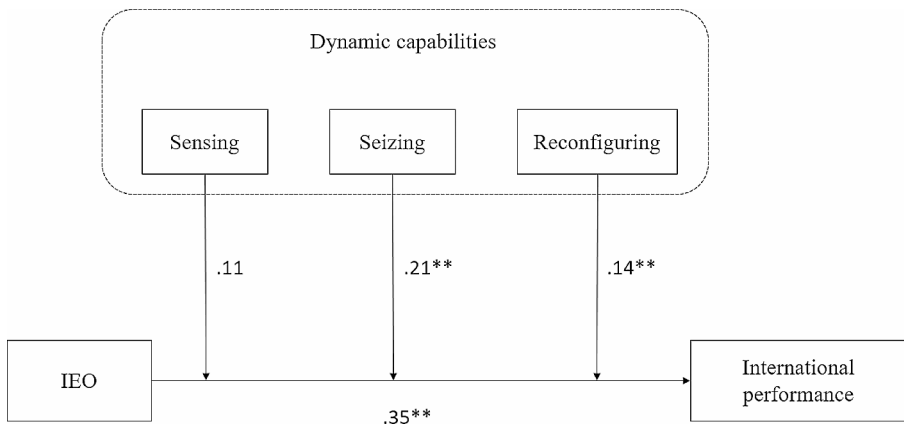 Dynamic capabilities
Sensing
Seizing
Reconfiguring
.11
.21**
.14**
IEO
International
performance
.35**